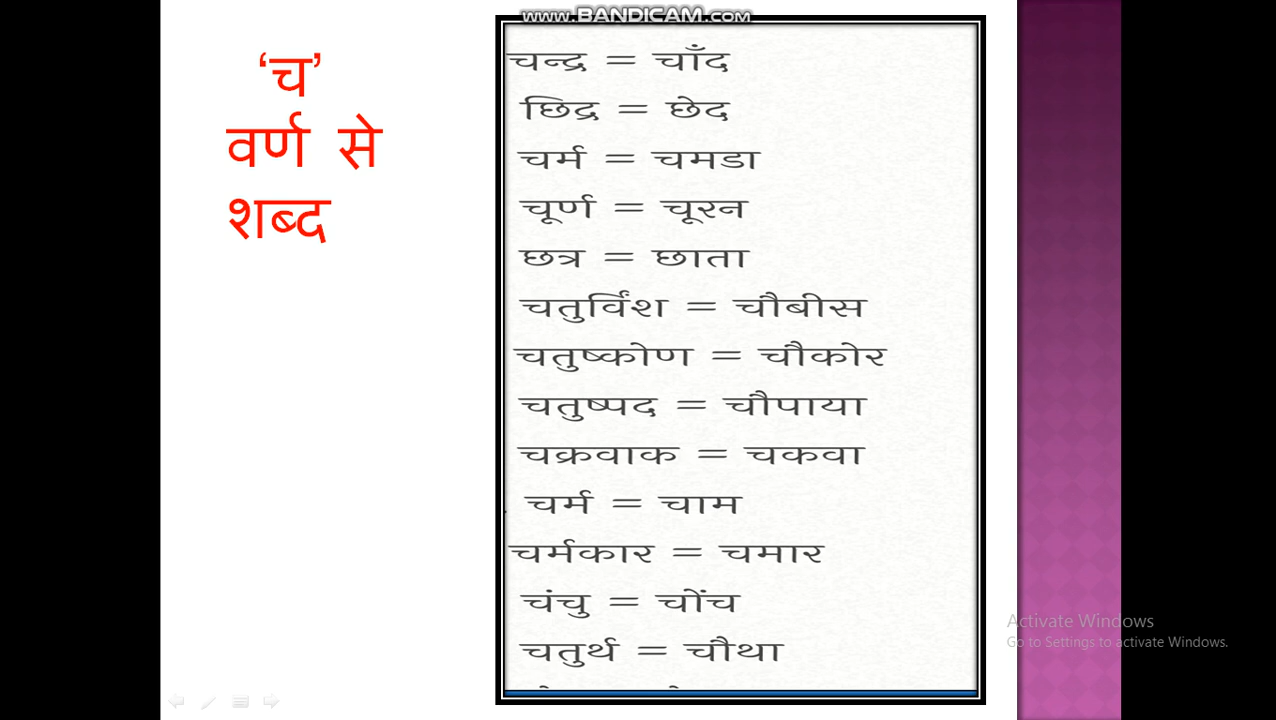 www.BANDICAM.com
‘च’
वर्ण से
शब्द
चन्द्र = चाँद
छिद्र = छेद
चर्म = चमडा
चूर्ण = चूरन
छत्र = छाता
चतुर्विंश = चौबीस
चतुष्कोण = चौकोर
चतुष्पद = चौपाया
चक्रवाक = चकवा
चर्म = चाम
चर्मकार = चमार
चंचु = चोंच
चतुर्थ = चौथा
Activate Windows
Go to Settings to activate Windows.